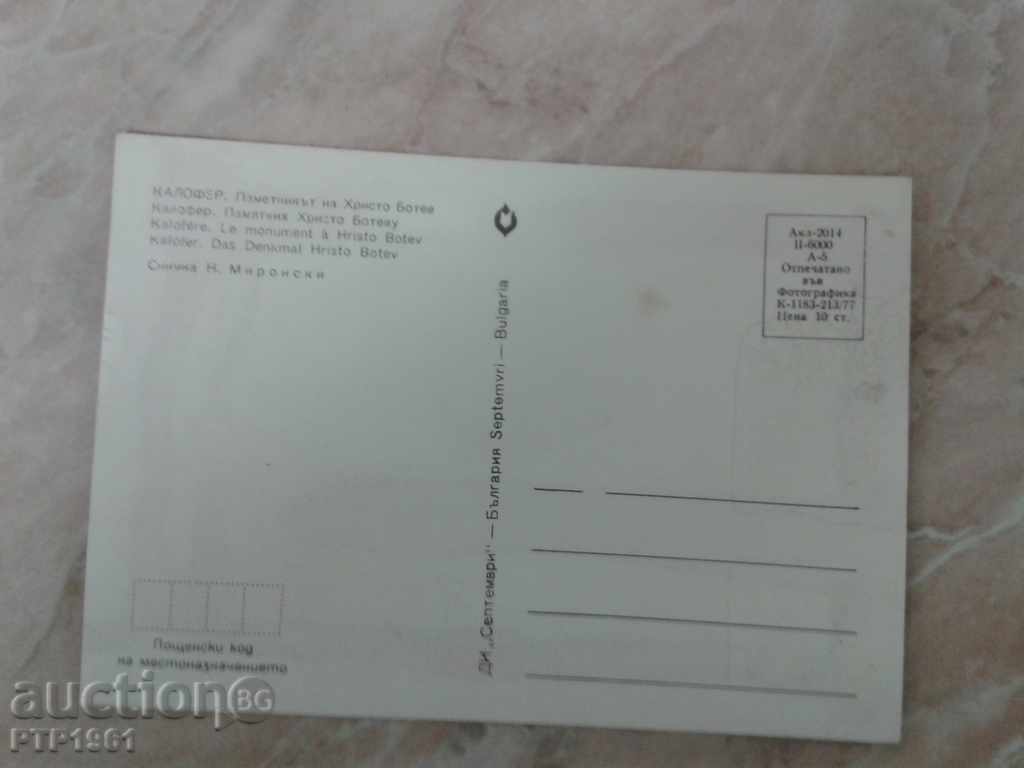 КАЛОФЕР. Паметникът на Христо Ботев
Калофер. Памятник Христо Ботеву
Kalofère. Le monument à Hristo Botev
Kalofer. Das Denkmal Hristo Botev
Снимка Н. Миронски
ДИ „Септември" — България Septemvri — Bulgaria
Акл-2014
II-6000
А-5
Отпечатано
във
Фотографика
К-1183-213/77
Цена 10 ст.
Пощенски код
на местоназначението
auctionBG
PTP1961